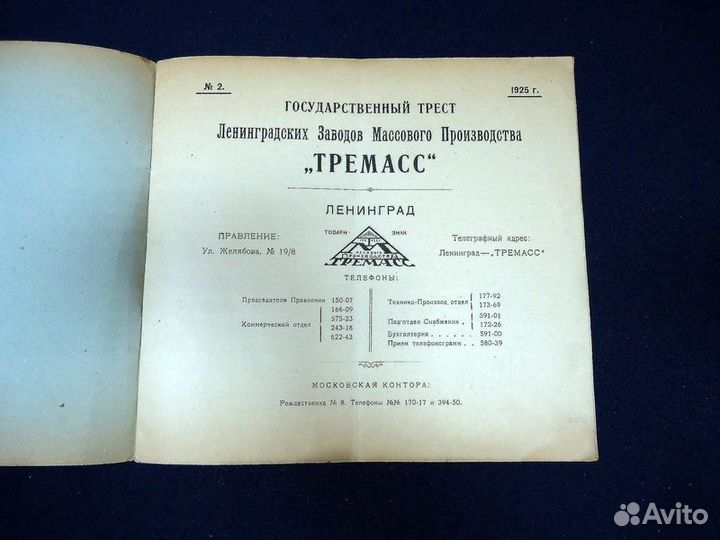 № 2.
1925 г.
ГОСУДАРСТВЕННЫЙ ТРЕСТ
Ленинградских Заводов Массового Производства
„ТРЕМАСС“
ЛЕНИНГРАД
ПРАВЛЕНИЕ:
Ул. Желябова, № 19/8
ТОВАРН. ЗНАК
ТРЕМАСС
Телеграфный адрес:
Ленинград—„ТРЕМАСС“
ТЕЛЕФОНЫ:
Председателя Правления 150-07
Коммерческий отдел
166-09
575-23
243-18
622-43
Технико-Производ. отдел
177-92
173-69
Подотдел Снабжения .
591-01
172-26
Бухгалтерия . . . . . . 591-00
Прием телефонограмм . . 580-39
МОСКОВСКАЯ КОНТОРА:
Рождественка № 8. Телефоны №№ 170-17 и 394-50.
Avito